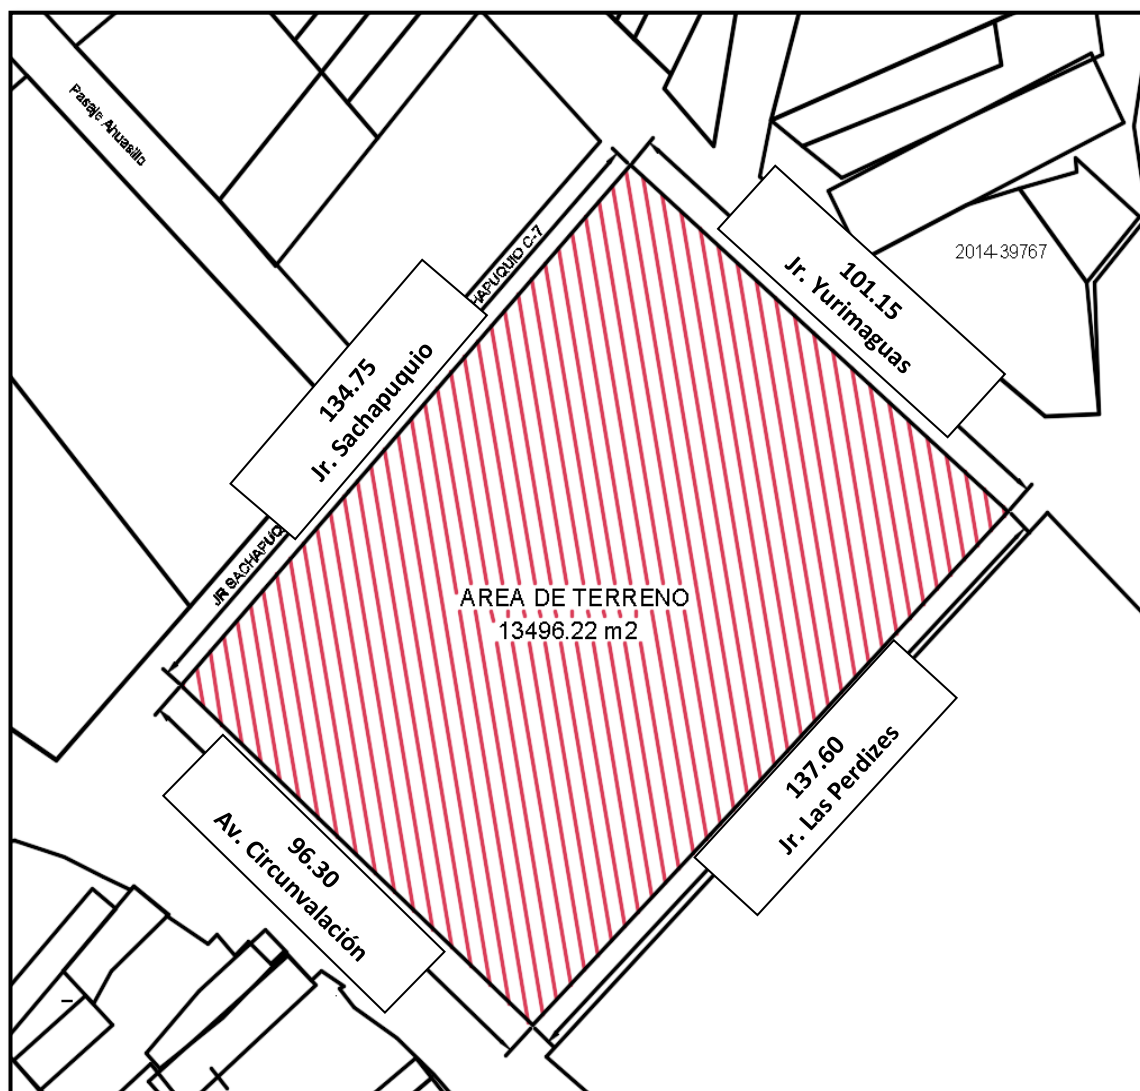 Pasaje Ahuasillo
HAPUQUIO C-7
101.15
Jr. Yurimaguas
2014-39767
134.75
Jr. Sachapuquio
JR SACHAPUQ
AREA DE TERRENO
13496.22 m2
137.60
Jr. Las Perdizes
96.30
Av. Circunvalación